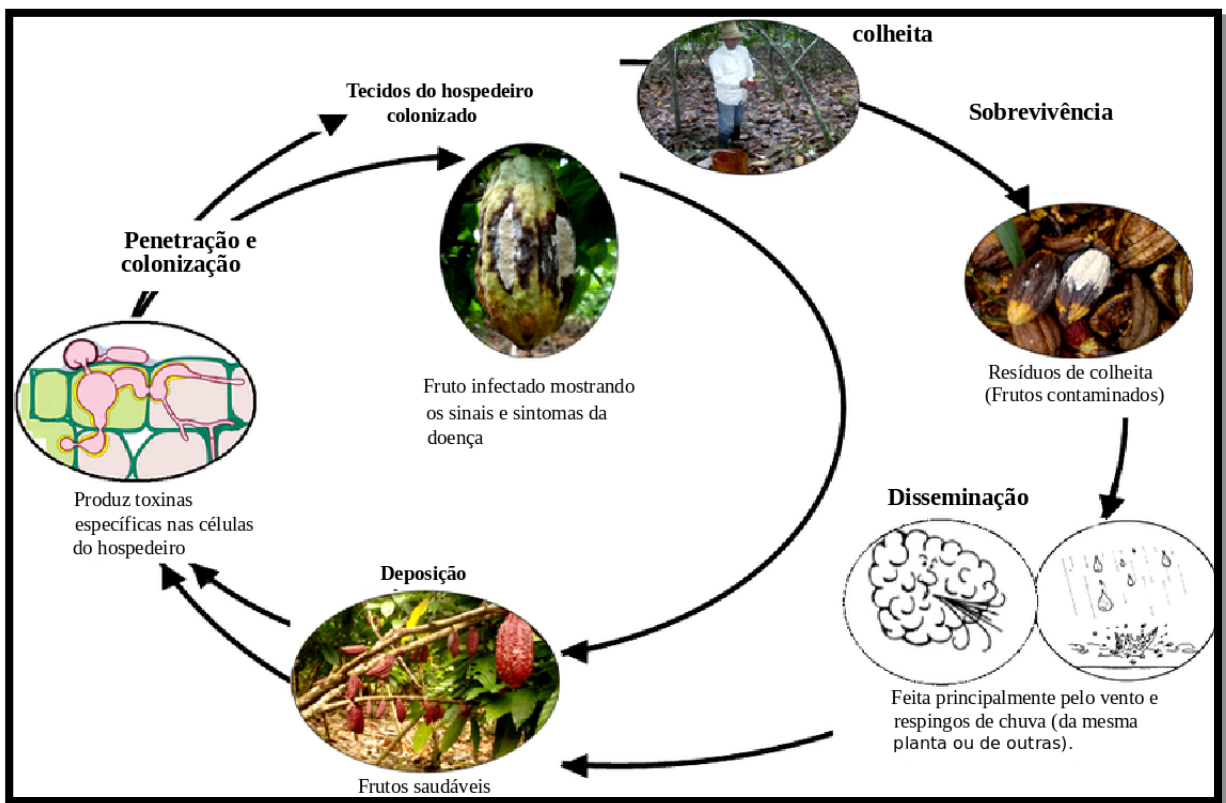 colheita
Sobrevivência
Tecidos do hospedeiro
colonizado
Penetração e
colonização
Fruto infectado mostrando
os sinais e sintomas da
doença
Resíduos de colheita
(Frutos contaminados)
Produz toxinas
específicas nas células
do hospedeiro
Disseminação
Deposição
Feita principalmente pelo vento e
respingos de chuva (da mesma
planta ou de outras).
Frutos saudáveis